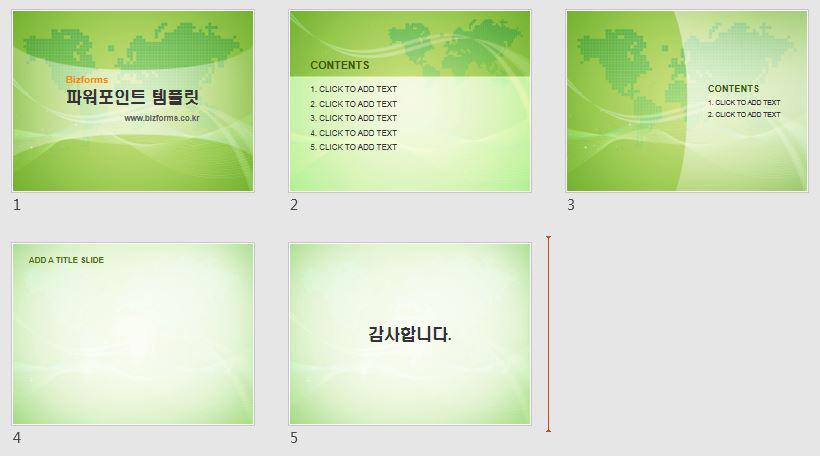 Bizforms
파워포인트 템플릿
www.bizforms.co.kr
1
CONTENTS
1. CLICK TO ADD TEXT
2. CLICK TO ADD TEXT
3. CLICK TO ADD TEXT
4. CLICK TO ADD TEXT
5. CLICK TO ADD TEXT
2
CONTENTS
1. CLICK TO ADD TEXT
2. CLICK TO ADD TEXT
3
ADD A TITLE SLIDE
4
감사합니다.
5